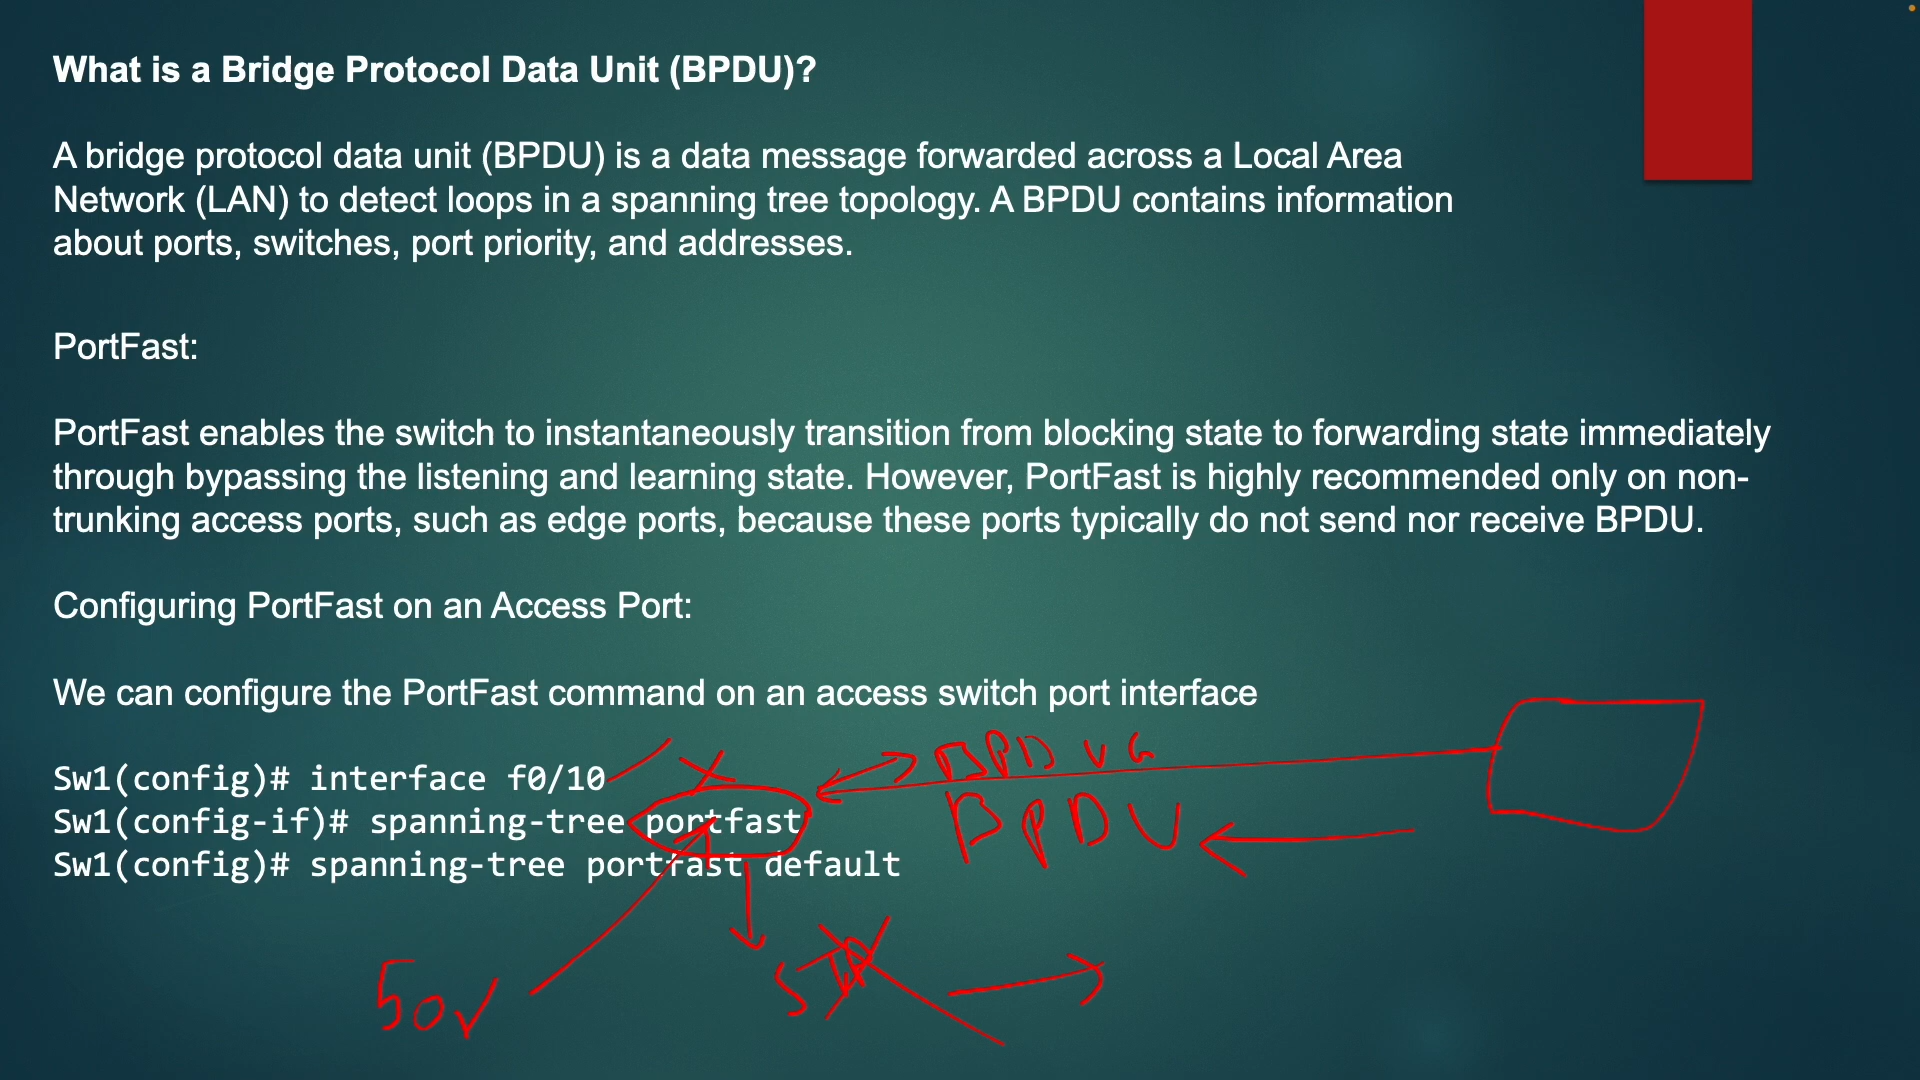 What is a Bridge Protocol Data Unit (BPDU)?
A bridge protocol data unit (BPDU) is a data message forwarded across a Local Area
Network (LAN) to detect loops in a spanning tree topology. A BPDU contains information
about ports, switches, port priority, and addresses.
PortFast:
PortFast enables the switch to instantaneously transition from blocking state to forwarding state immediately
through bypassing the listening and learning state. However, PortFast is highly recommended only on non-
trunking access ports, such as edge ports, because these ports typically do not send nor receive BPDU.
Configuring PortFast on an Access Port:
We can configure the PortFast command on an access switch port interface
BPDU G
Sw1(config)# interface f0/10
Sw1(config-if)# spanning-tree portfast
BPDU
Sw1(config)# spanning-tree portfast default
50